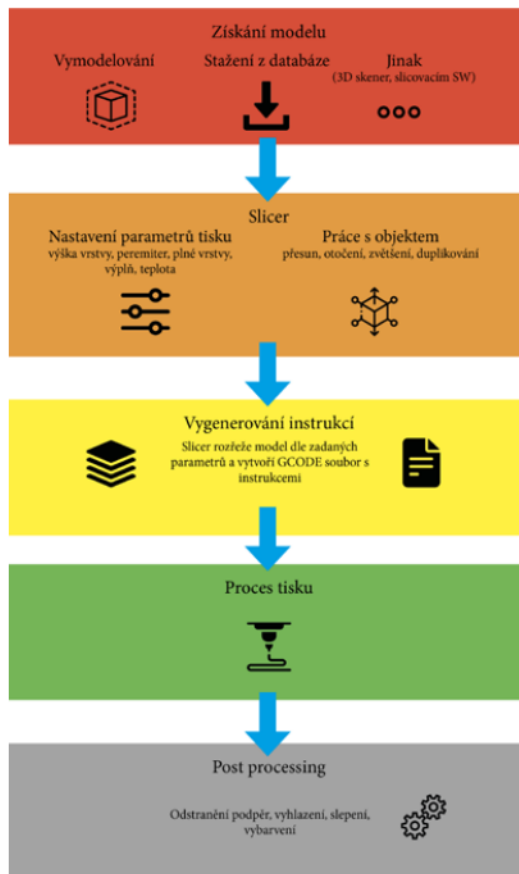 Získání modelu
Vymodelování
Stažení z databáze
Jinak
(3D skener, slicovacím SW)
Slicer
Nastavení parametrů tisku
výška vrstvy, peremiter, plné vrstvy,
výplň, teplota
Práce s objektem
přesun, otočení, zvětšení, duplikování
Vygenerování instrukcí
Slicer rozřeže model dle zadaných
parametrů a vytvoří GCODE soubor s
instrukcemi
Proces tisku
Post processing
Odstranění podpěr, vyhlazení, slepení,
vybarvení